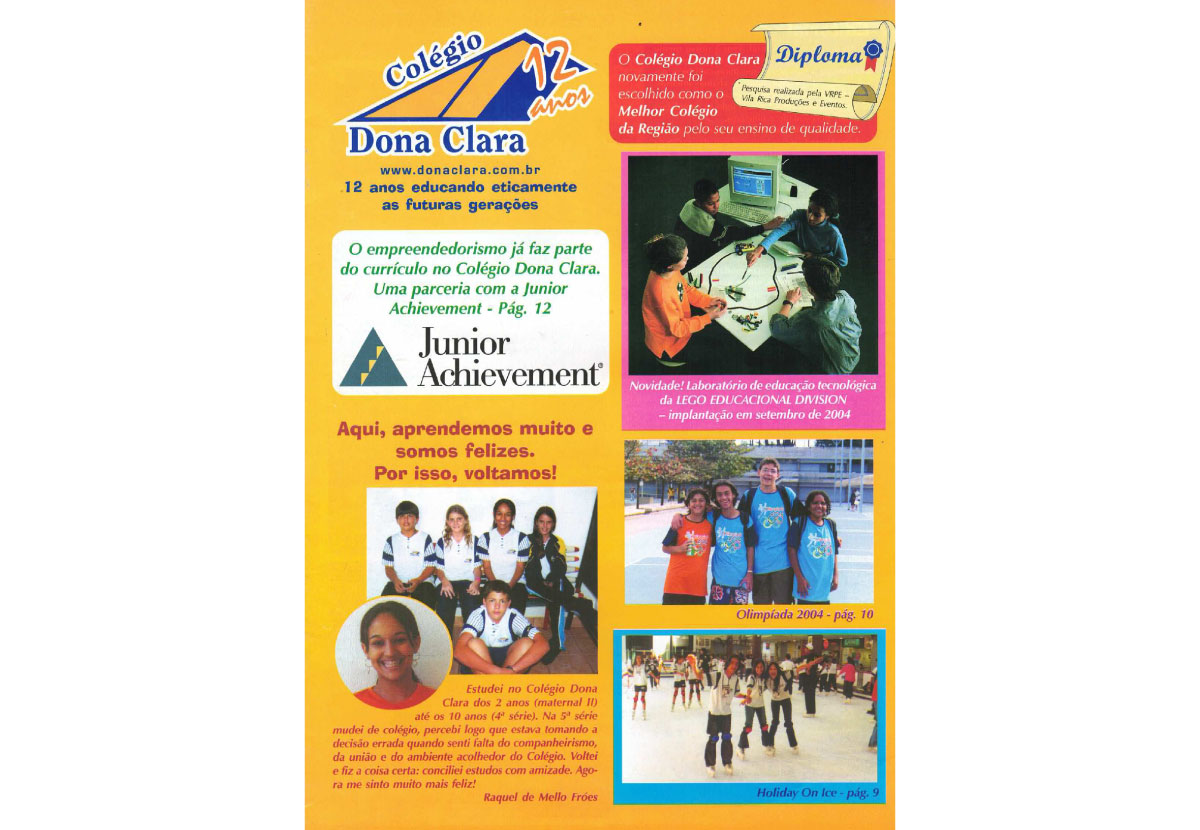 Colégio
12
anos
Dona Clara
www.donaclara.com.br
12 anos educando eticamente
as futuras gerações
O empreendedorismo já faz parte
do currículo no Colégio Dona Clara.
Uma parceria com a Junior
Achievement - Pág. 12
Junior
Achievement®
Aqui, aprendemos muito e
somos felizes.
Por isso, voltamos!
Estudei no Colégio Dona
Clara dos 2 anos (maternal II)
até os 10 anos (4ª série). Na 5ª série
mudei de colégio, percebi logo que estava tomando a
decisão errada quando senti falta do companheirismo,
da união e do ambiente acolhedor do Colégio. Voltei
e fiz a coisa certa: conciliei estudos com amizade. Ago-
ra me sinto muito mais feliz!
Raquel de Mello Fróes
O Colégio Dona Clara
novamente foi
escolhido como o
Melhor Colégio
da Região pelo seu ensino de qualidade.
Diploma
Pesquisa realizada pela VRPE –
Vila Rica Produções e Eventos.
Novidade! Laboratório de educação tecnológica
da LEGO EDUCACIONAL DIVISION
– implantação em setembro de 2004
Olimpíada 2004 - pág. 10
Holiday On Ice - pág. 9